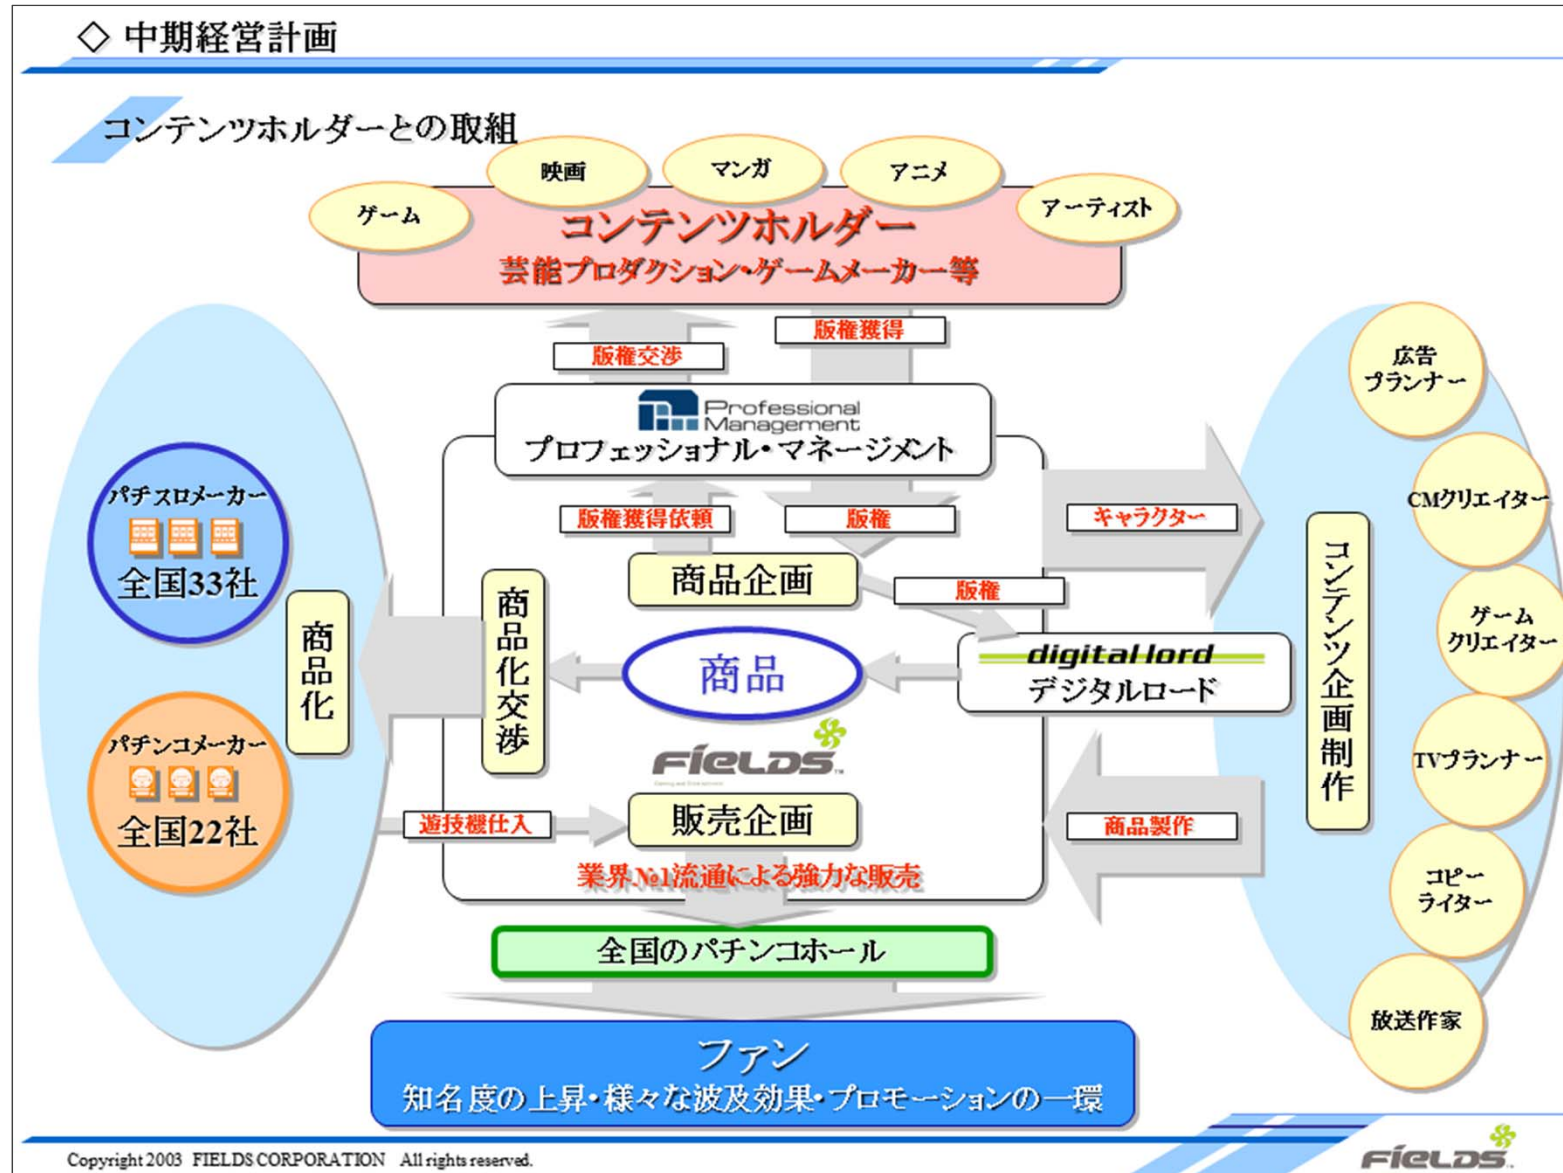 ◇ 中期経営計画
コンテンツホルダーとの取組
ゲーム
映画
マンガ
アニメ
アーティスト
コンテンツホルダー
芸能プロダクション・ゲームメーカー等
版権交渉
版権獲得
Professional
Management
プロフェッショナル・マネージメント
版権獲得依頼
版権
キャラクター
商品企画
版権
パチスロメーカー
全国33社
商品化
商品化交渉
商品
digital lord
デジタルロード
FIELDS
パチンコメーカー
全国22社
遊技機仕入
販売企画
商品製作
業界No1流通による強力な販売
全国のパチンコホール
ファン
知名度の上昇・様々な波及効果・プロモーションの一環
コンテンツ企画制作
広告
プランナー
CMクリエイター
ゲーム
クリエイター
TVプランナー
コピー
ライター
放送作家
Copyright 2003 FIELDS CORPORATION All rights reserved.
FIELDS